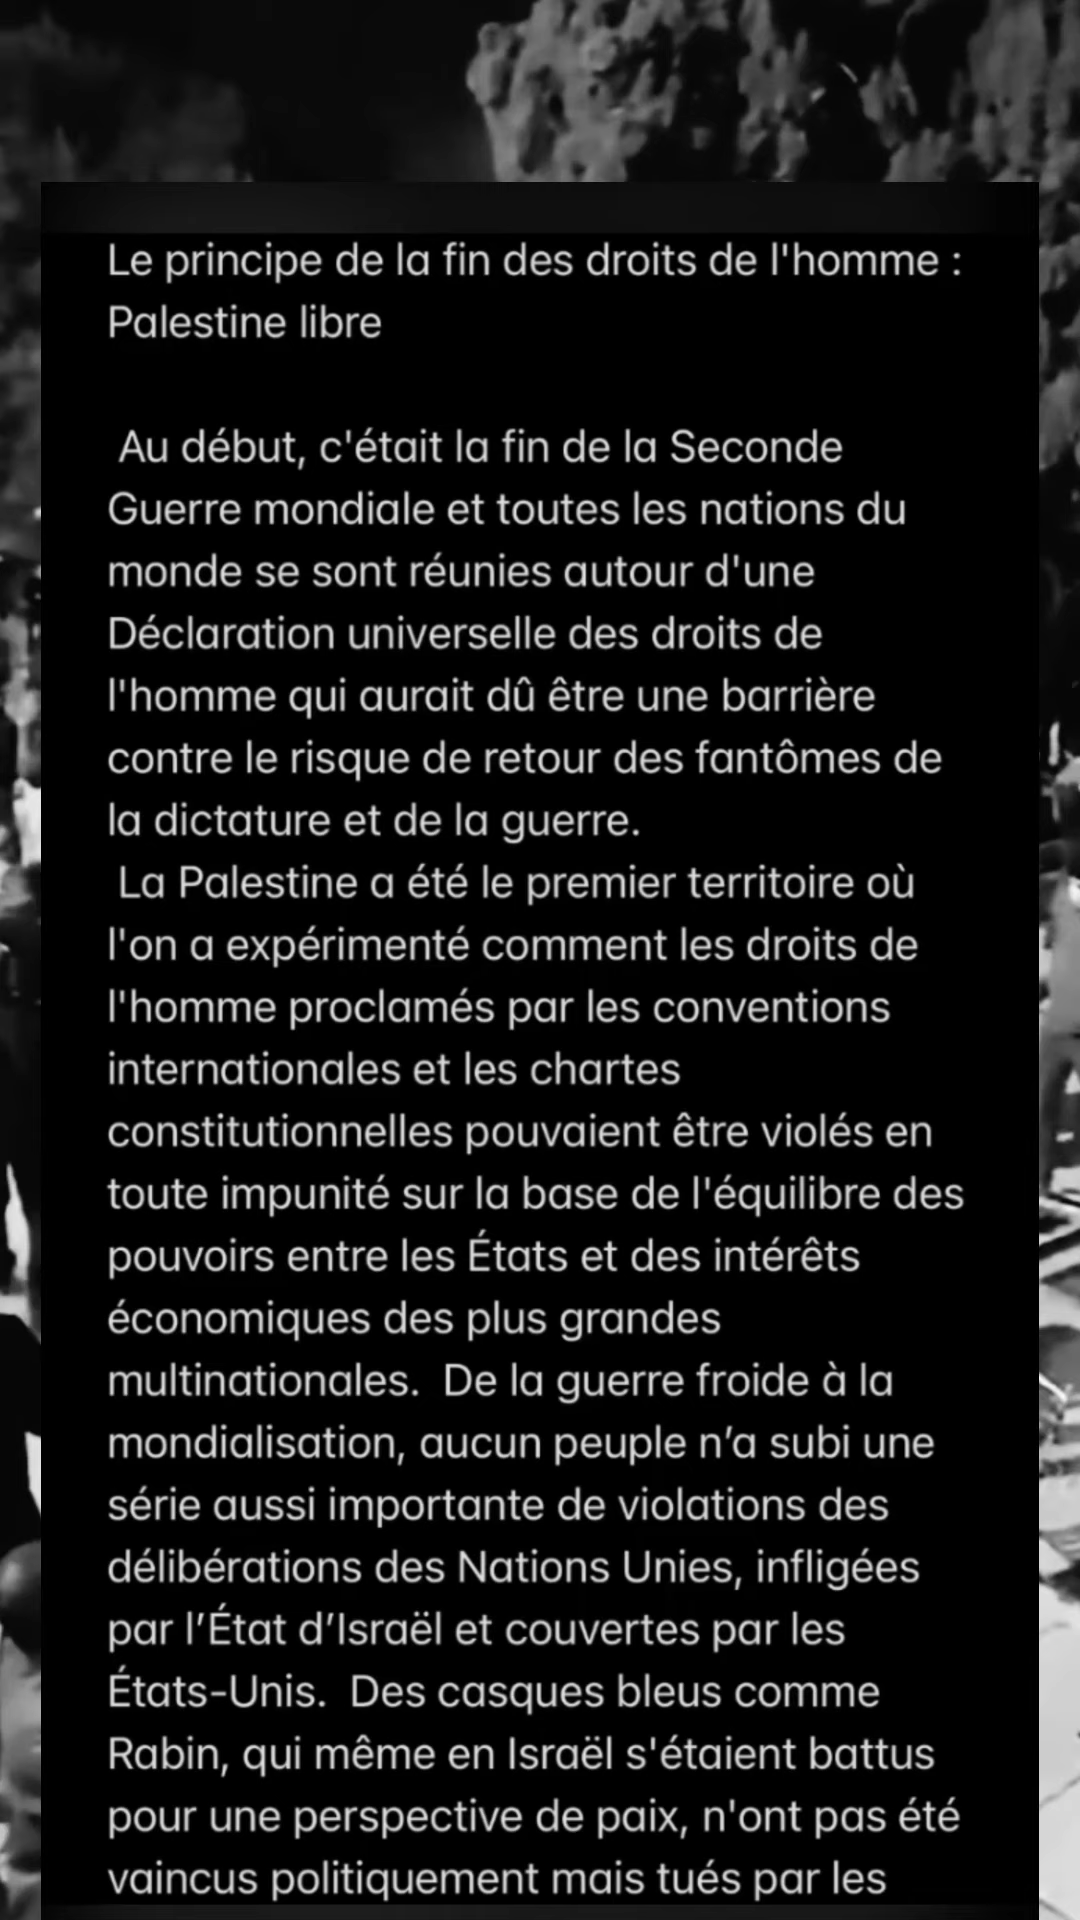 Le principe de la fin des droits de l'homme :
Palestine libre
Au début, c'était la fin de la Seconde
Guerre mondiale et toutes les nations du
monde se sont réunies autour d'une
Déclaration universelle des droits de
l'homme qui aurait dû être une barrière
contre le risque de retour des fantômes de
la dictature et de la guerre.
La Palestine a été le premier territoire où
l'on a expérimenté comment les droits de
l'homme proclamés par les conventions
internationales et les chartes
constitutionnelles pouvaient être violés en
toute impunité sur la base de l'équilibre des
pouvoirs entre les États et des intérêts
économiques des plus grandes
multinationales.  De la guerre froide à la
mondialisation, aucun peuple n’a subi une
série aussi importante de violations des
délibérations des Nations Unies, infligées
par l’État d’Israël et couvertes par les
États-Unis.  Des casques bleus comme
Rabin, qui même en Israël s'étaient battus
pour une perspective de paix, n'ont pas été
vaincus politiquement mais tués par les